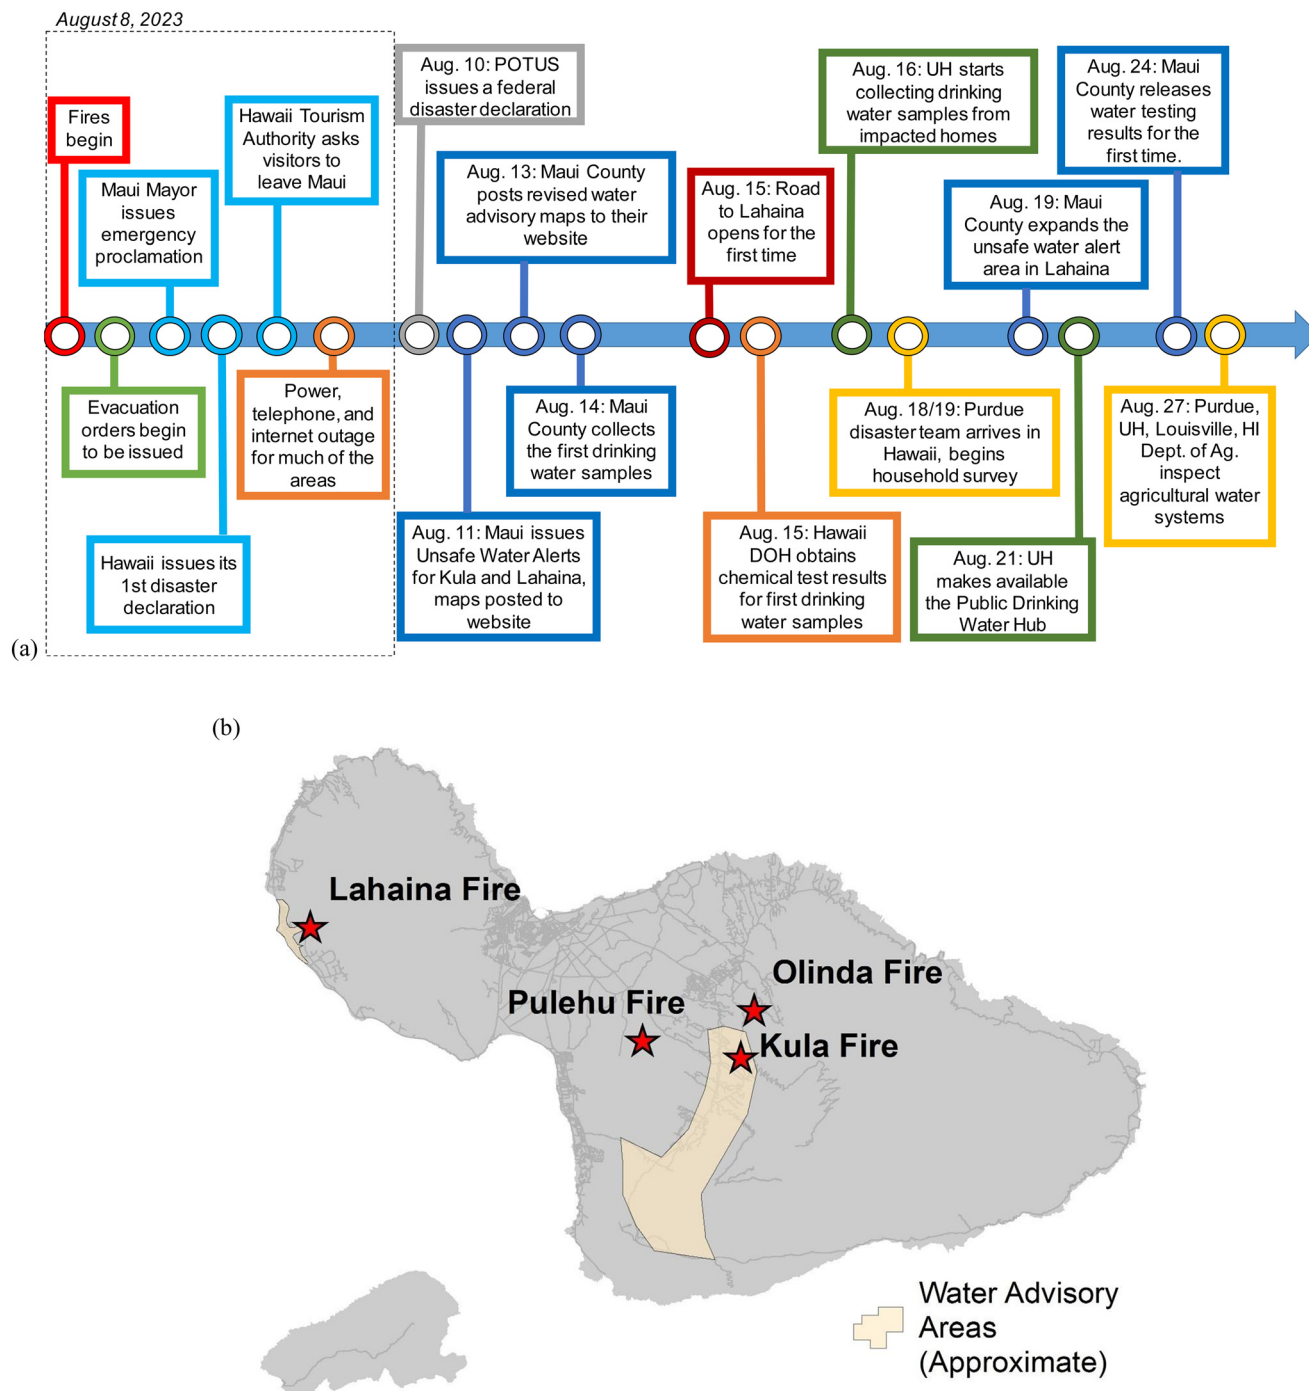 August 8, 2023
Fires
begin
Evacuation
orders begin
to be issued
Maui Mayor
issues
emergency
proclamation
Hawaii issues its
1st disaster
declaration
Hawaii Tourism
Authority asks
visitors to
leave Maui
Power,
telephone, and
internet outage
for much of the
areas
Aug. 10: POTUS
issues a federal
disaster declaration
Aug. 11: Maui issues
Unsafe Water Alerts
for Kula and Lahaina,
maps posted to
website
Aug. 13: Maui County
posts revised water
advisory maps to their
website
Aug. 14: Maui
County collects
the first drinking
water samples
Aug. 15: Road
to Lahaina
opens for the
first time
Aug. 15: Hawaii
DOH obtains
chemical test results
for first drinking
water samples
Aug. 16: UH starts
collecting drinking
water samples from
impacted homes
Aug. 18/19: Purdue
disaster team arrives in
Hawaii, begins
household survey
Aug. 19: Maui
County expands the
unsafe water alert
area in Lahaina
Aug. 21: UH
makes available
the Public Drinking
Water Hub
Aug. 24: Maui
County releases
water testing
results for the
first time.
Aug. 27: Purdue,
UH, Louisville, HI
Dept. of Ag.
inspect
agricultural water
systems
(a)
(b)
Lahaina Fire
Olinda Fire
Pulehu Fire
Kula Fire
Water Advisory
Areas
(Approximate)